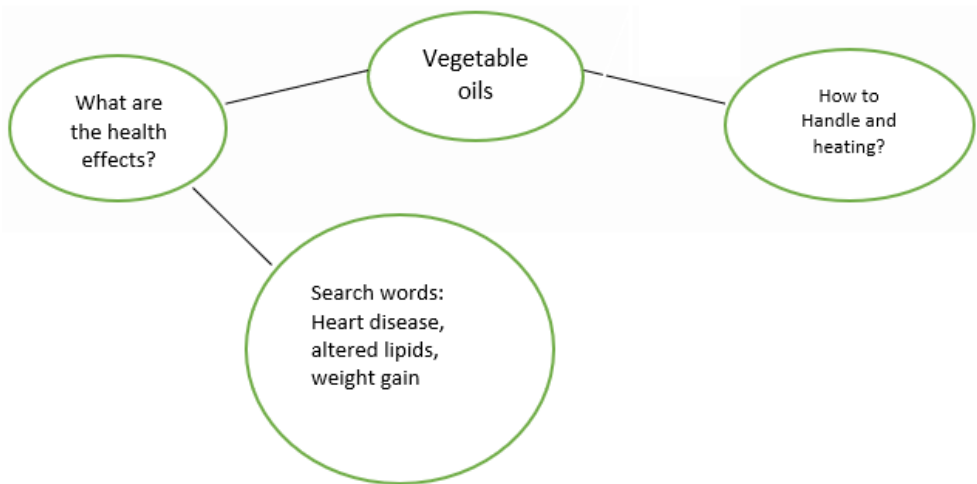 Vegetable
oils
What are
the health
effects?
How to
Handle and
heating?
Search words:
Heart disease,
altered lipids,
weight gain